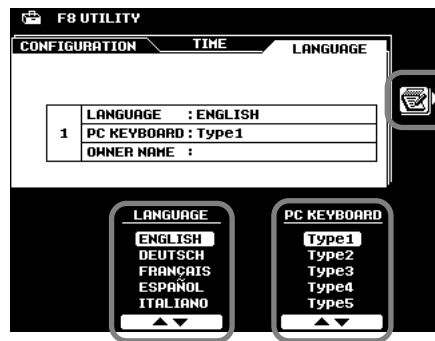 F8 UTILITY
CONFIGURATION TIME LANGUAGE
LANGUAGE : ENGLISH
1 PC KEYBOARD : Type1
OWNER NAME :
LANGUAGE PC KEYBOARD
ENGLISH Type1
DEUTSCH Type2
FRANÇAIS Type3
ESPAÑOL Type4
ITALIANO Type5